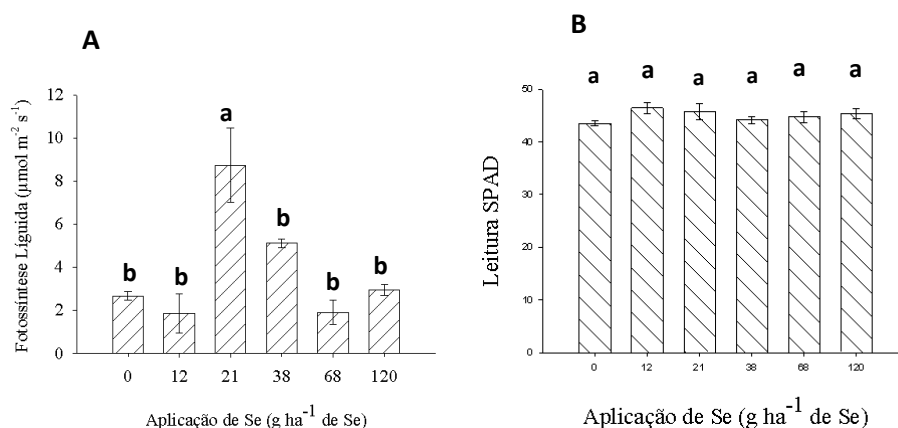 A
Fotossíntese Líguida (µmol m⁻² s⁻¹)
12
10
8
6
4
2
0
b
b
a
b
b
b
0 12 21 38 68 120
Aplicação de Se (g ha⁻¹ de Se)
B
Leitura SPAD
50
40
30
20
10
0
a a a a a a
0 12 21 38 68 120
Aplicação de Se (g ha⁻¹ de Se)